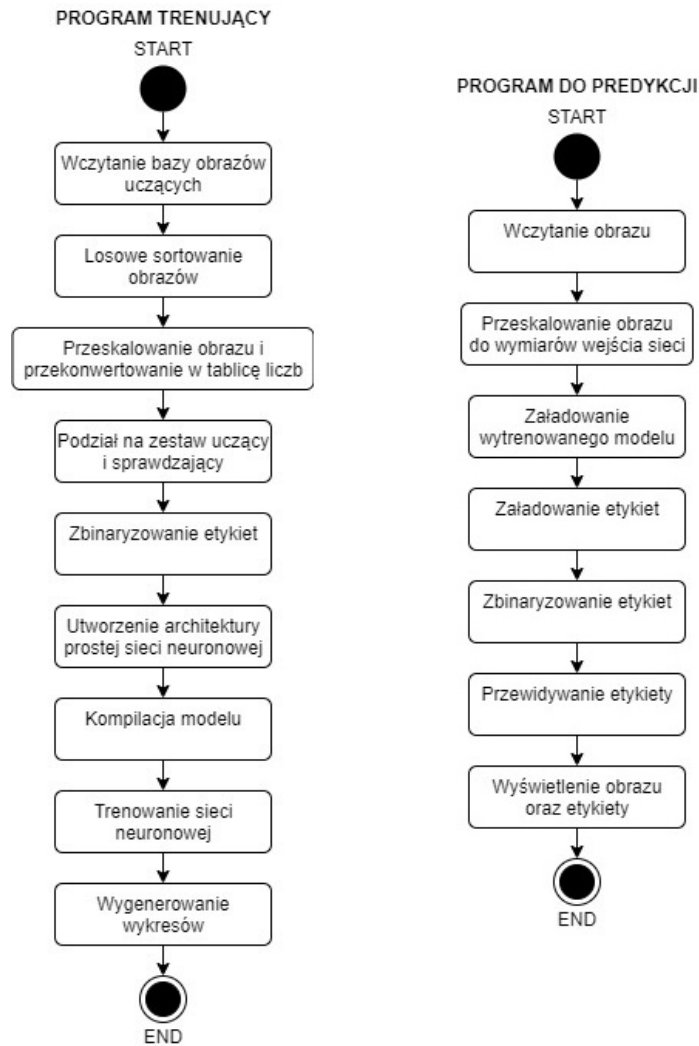 PROGRAM TRENUJĄCY
START
Wczytanie bazy obrazów
uczących
Losowe sortowanie
obrazów
Przeskalowanie obrazu i
przekonwertowanie w tablicę liczb
Podział na zestaw uczący
i sprawdzający
Zbinaryzowanie etykiet
Utworzenie architektury
prostej sieci neuronowej
Kompilacja modelu
Trenowanie sieci
neuronowej
Wygenerowanie
wykresów
END
PROGRAM DO PREDYKCJI
START
Wczytanie obrazu
Przeskalowanie obrazu
do wymiarów wejścia sieci
Załadowanie
wytrenowanego modelu
Załadowanie etykiet
Zbinaryzowanie etykiet
Przewidywanie etykiety
Wyświetlenie obrazu
oraz etykiety
END